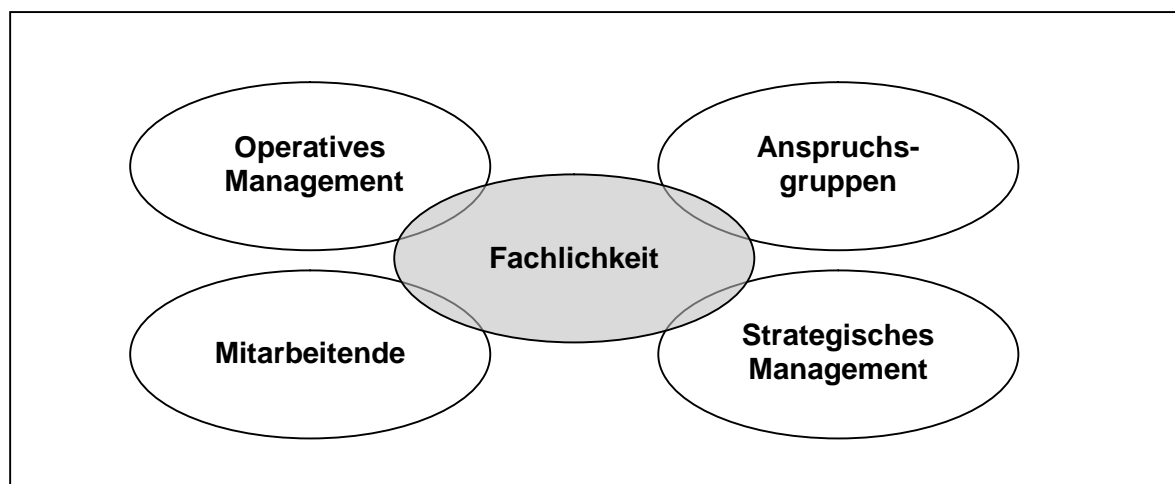 Operatives
Management
Anspruchs-
gruppen
Fachlichkeit
Mitarbeitende
Strategisches
Management